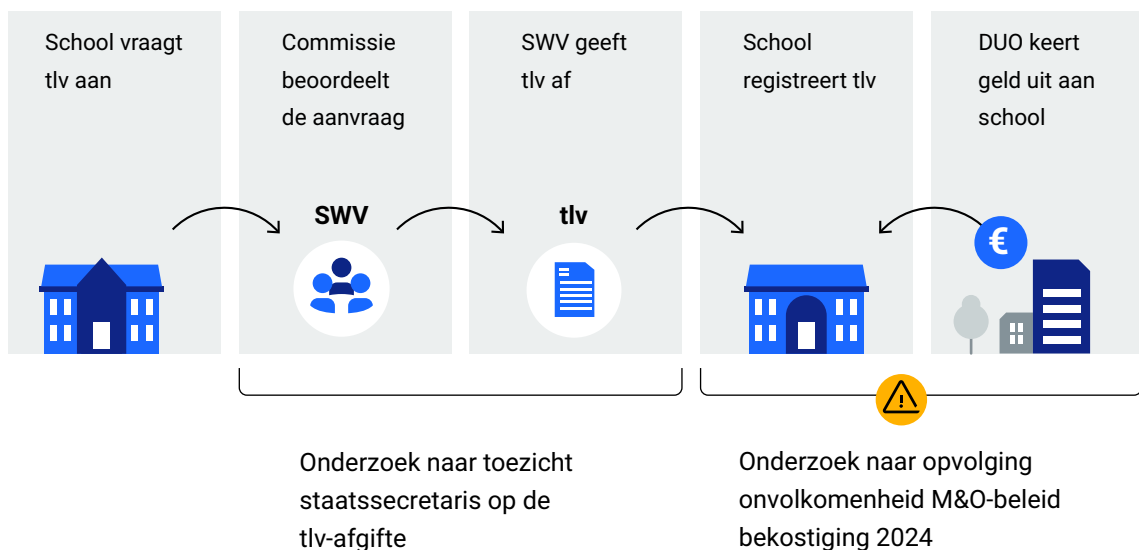 School vraagt
tlv aan
Commissie
beoordeelt
de aanvraag
SWV geeft
tlv af
School
registreert tlv
DUO keert
geld uit aan
school
SWV
tlv
€
Onderzoek naar toezicht
staatssecretaris op de
tlv-afgifte
Onderzoek naar opvolging
onvolkomenheid M&O-beleid
bekostiging 2024